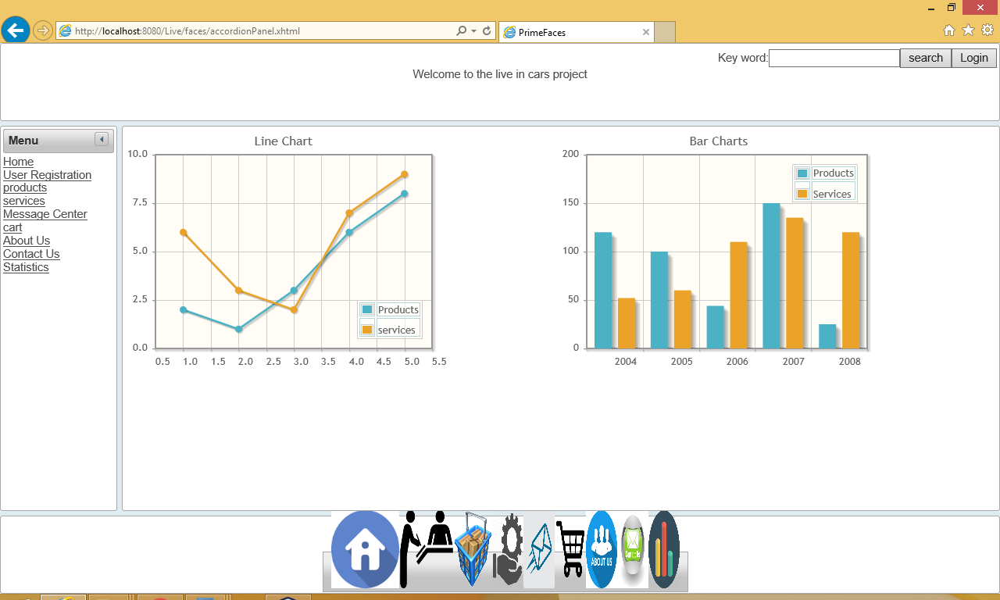 http://localhost:8080/Live/faces/accordionPanel.xhtml
PrimeFaces
Key word:
search
Login
Welcome to the live in cars project
Menu
Home
User Registration
products
services
Message Center
cart
About Us
Contact Us
Statistics
Line Chart
10.0
7.5
5.0
2.5
0.0
0.5 1.0 1.5 2.0 2.5 3.0 3.5 4.0 4.5 5.0 5.5
Products
services
Bar Charts
200
150
100
50
0
2004 2005 2006 2007 2008
Products
Services
ABOUT US